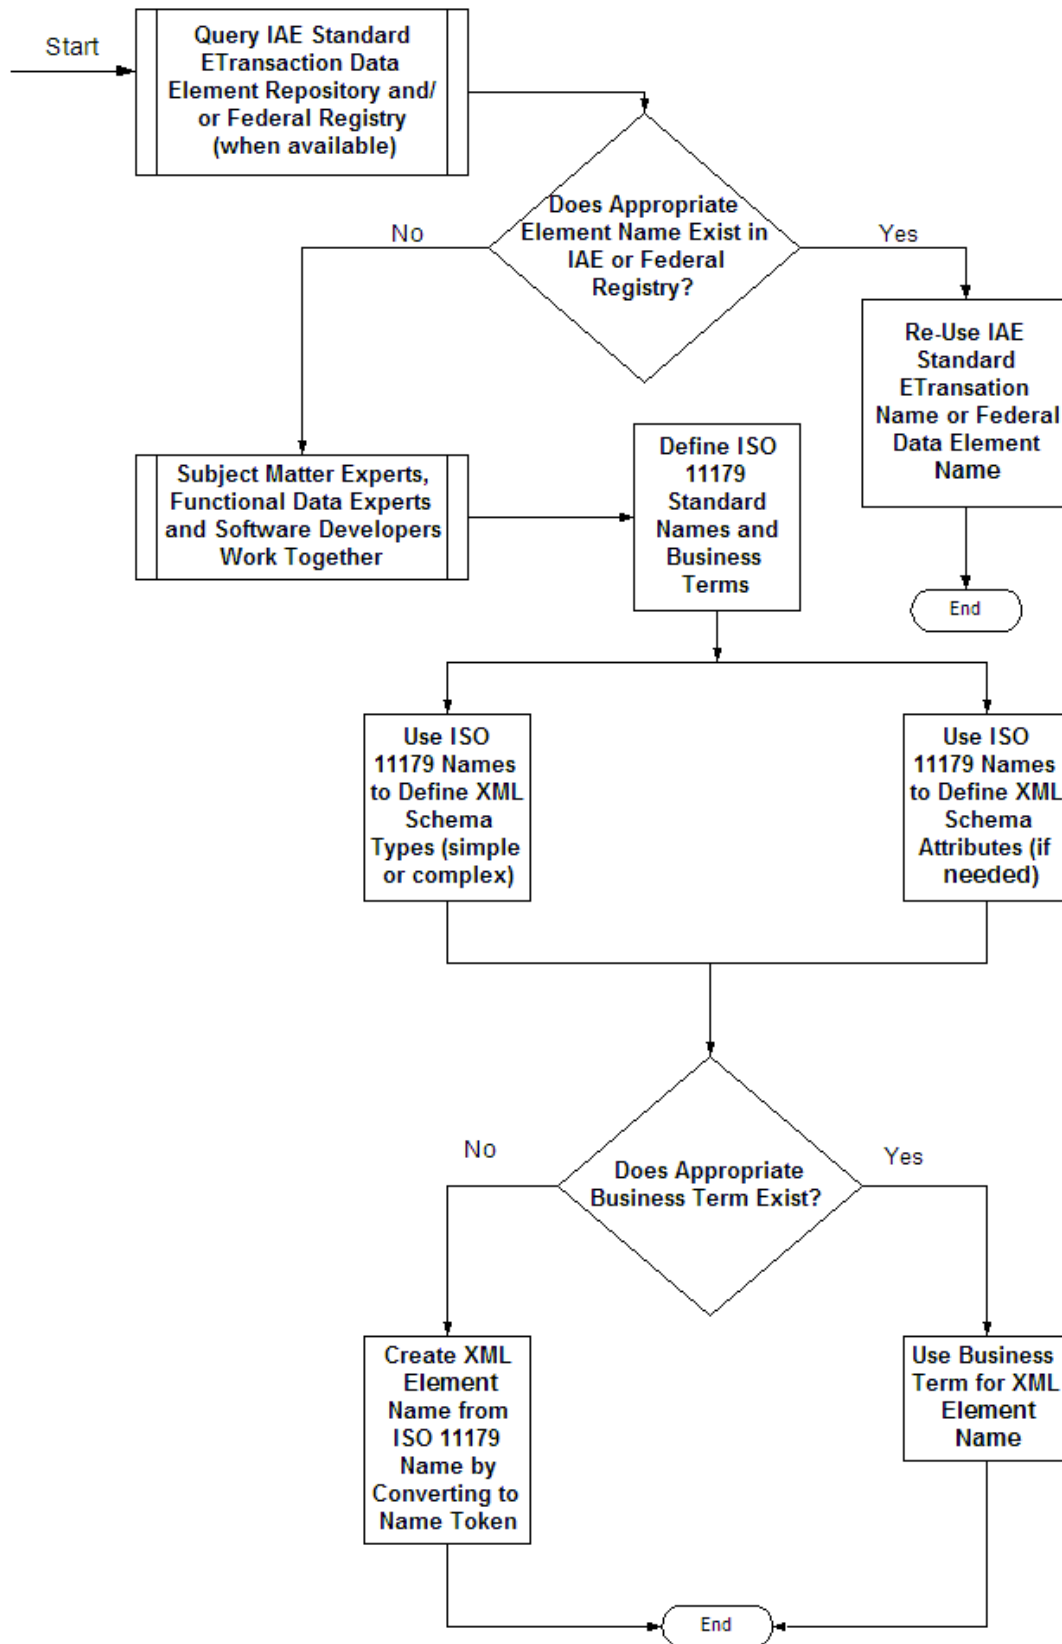 Start
Query IAE Standard
ETransaction Data
Element Repository and/
or Federal Registry
(when available)
Does Appropriate
Element Name Exist in
IAE or Federal
Registry?
No
Yes
Re-Use IAE
Standard
ETransation
Name or Federal
Data Element
Name
End
Subject Matter Experts,
Functional Data Experts
and Software Developers
Work Together
Define ISO
11179
Standard
Names and
Business
Terms
Use ISO
11179 Names
to Define XML
Schema
Types (simple
or complex)
Use ISO
11179 Names
to Define XML
Schema
Attributes (if
needed)
Does Appropriate
Business Term Exist?
No
Yes
Create XML
Element
Name from
ISO 11179
Name by
Converting to
Name Token
Use Business
Term for XML
Element
Name
End